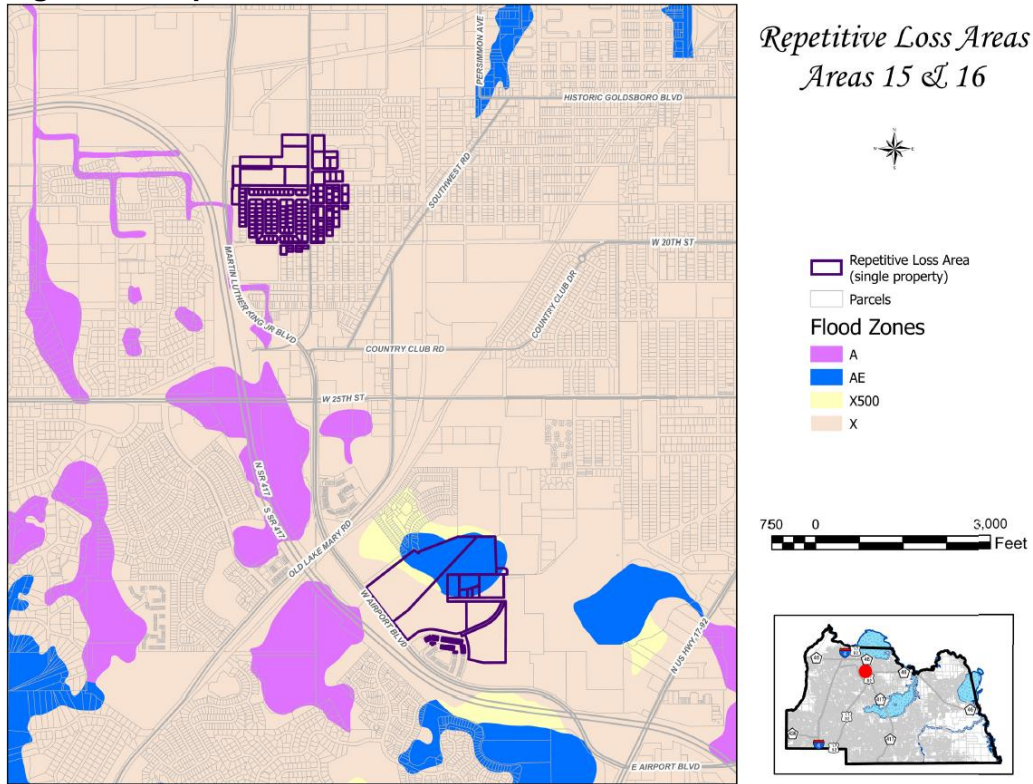 Repetitive Loss Areas
Areas 15 & 16
PERSIMMON AVE
HISTORIC GOLDSBORO BLVD
SOUTHWEST RD
W 20TH ST
MARTIN LUTHER KING JR BLVD
COUNTRY CLUB DR
COUNTRY CLUB RD
W 25TH ST
N SR 417
S SR 417
OLD LAKE MARY RD
W AIRPORT BLVD
N US HWY 17-92
E AIRPORT BLVD
Repetitive Loss Area
(single property)
Parcels
Flood Zones
A
AE
X500
X
750 0 3,000
Feet